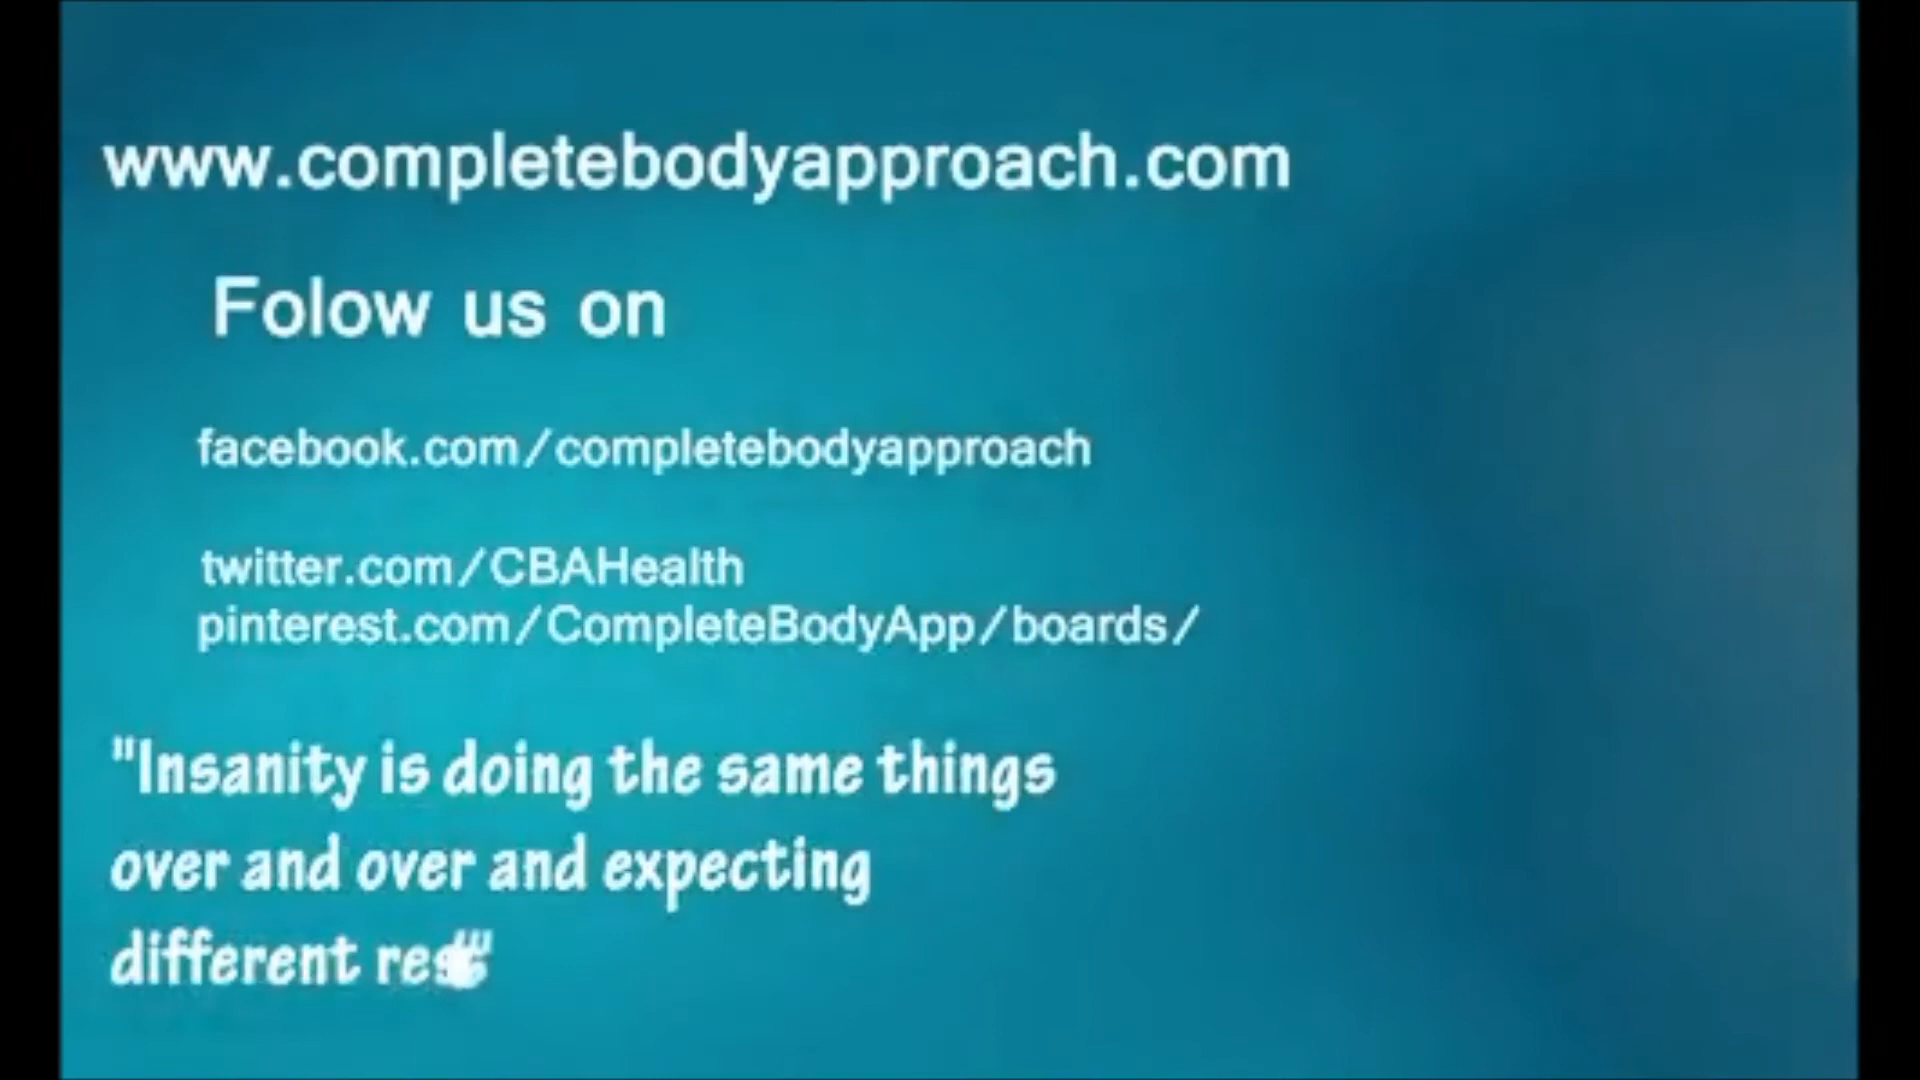 www.completebodyapproach.com
Folow us on
facebook.com/completebodyapproach
twitter.com/CBAHealth
pinterest.com/CompleteBodyApp/boards/
"Insanity is doing the same things
over and over and expecting
different